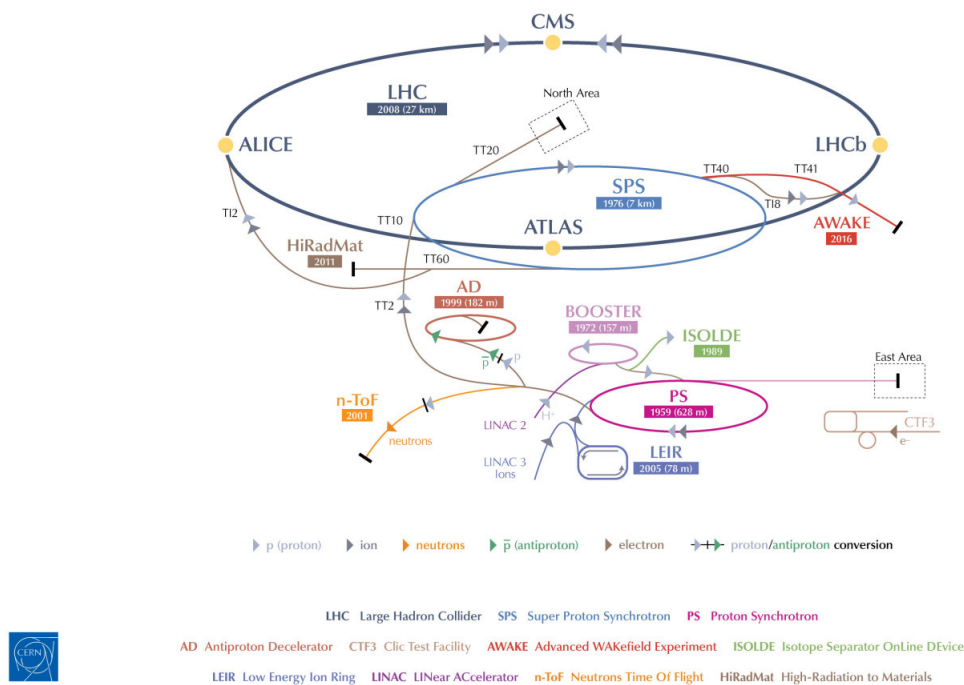 CMS
LHC
2008 (27 km)
North Area
ALICE
LHCb
TT20
TT40
TT41
SPS
1976 (7 km)
TI8
TI2
TT10
ATLAS
AWAKE
2016
HiRadMat
2011
TT60
AD
1999 (182 m)
TT2
BOOSTER
1972 (157 m)
ISOLDE
1989
p
p̅
East Area
n-ToF
2001
PS
1959 (628 m)
H⁺
LINAC 2
neutrons
CTF3
e⁻
LINAC 3
Ions
LEIR
2005 (78 m)
p (proton) ion neutrons p̅ (antiproton) electron proton/antiproton conversion
LHC Large Hadron Collider SPS Super Proton Synchrotron PS Proton Synchrotron
AD Antiproton Decelerator CTF3 Clic Test Facility AWAKE Advanced WAKefield Experiment ISOLDE Isotope Separator OnLine DEvice
LEIR Low Energy Ion Ring LINAC LINear ACcelerator n-ToF Neutrons Time Of Flight HiRadMat High-Radiation to Materials
CERN